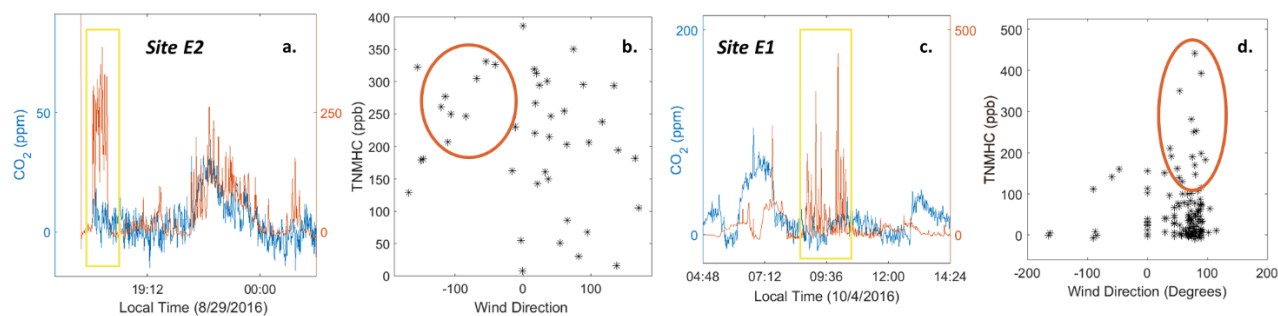 Site E2
a.
CO2 (ppm)
50
0
250
0
19:12
00:00
Local Time (8/29/2016)
b.
TNMHC (ppb)
400
350
300
250
200
150
100
50
0
-100
0
100
Wind Direction
Site E1
c.
CO2 (ppm)
200
0
500
0
04:48
07:12
09:36
12:00
14:24
Local Time (10/4/2016)
d.
TNMHC (ppb)
500
400
300
200
100
0
-200
-100
0
100
200
Wind Direction (Degrees)